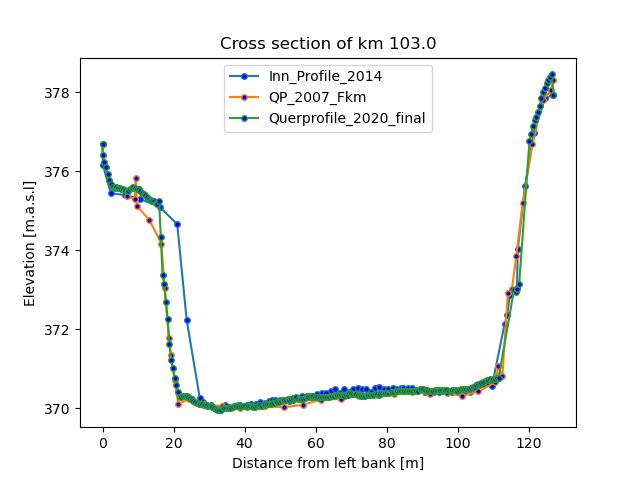 Cross section of km 103.0
Inn_Profile_2014
QP_2007_Fkm
Querprofile_2020_final
Elevation [m.a.s.l]
378
376
374
372
370
0 20 40 60 80 100 120
Distance from left bank [m]